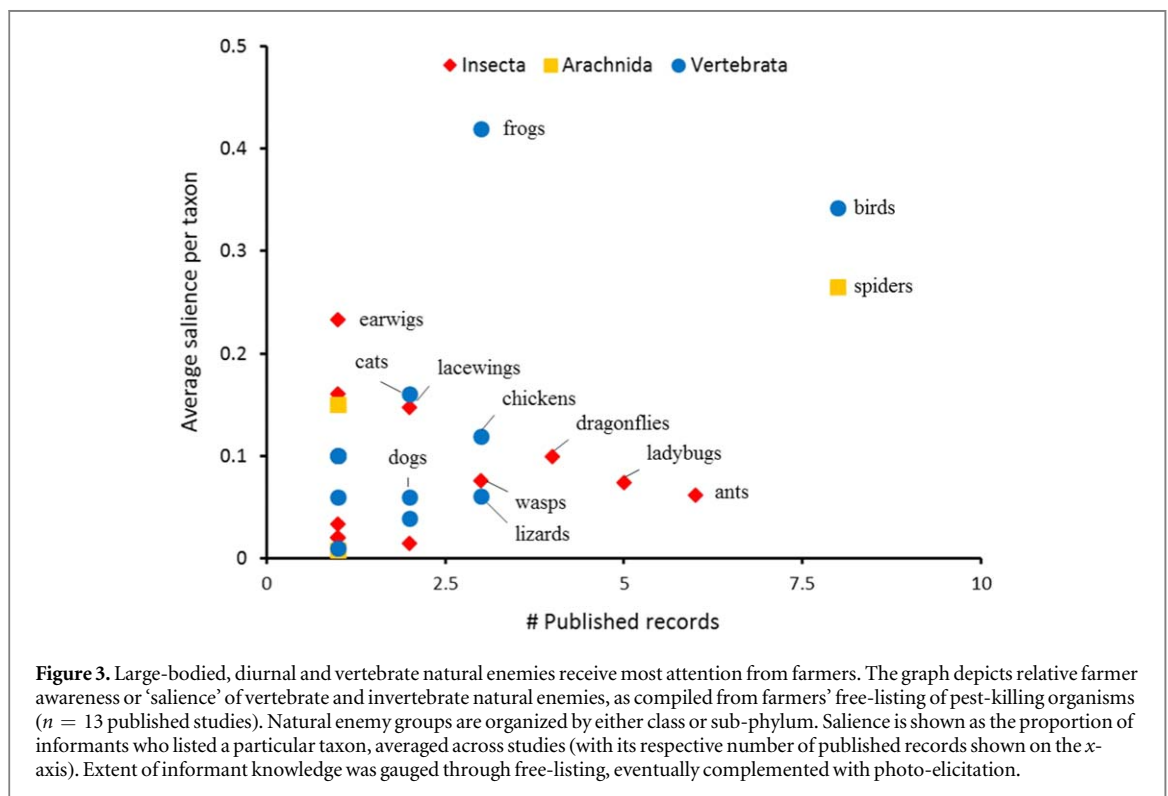 0.5
Insecta Arachnida Vertebrata
frogs
0.4
birds
0.3
spiders
earwigs
0.2
cats
lacewings
chickens
dragonflies
0.1
dogs
ladybugs
ants
wasps
lizards
0
0 2.5 5 7.5 10
Average salience per taxon
# Published records
Figure 3. Large-bodied, diurnal and vertebrate natural enemies receive most attention from farmers. The graph depicts relative farmer
awareness or ‘salience’ of vertebrate and invertebrate natural enemies, as compiled from farmers’ free-listing of pest-killing organisms
(n = 13 published studies). Natural enemy groups are organized by either class or sub-phylum. Salience is shown as the proportion of
informants who listed a particular taxon, averaged across studies (with its respective number of published records shown on the x-
axis). Extent of informant knowledge was gauged through free-listing, eventually complemented with photo-elicitation.